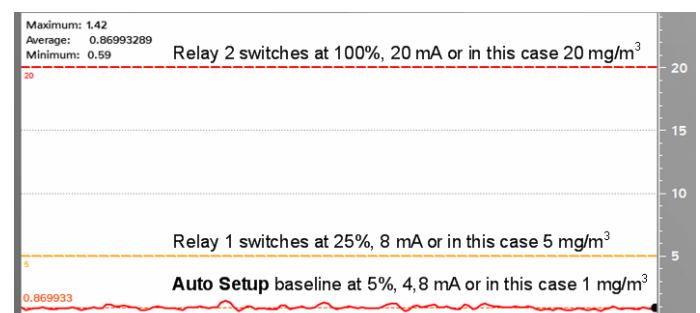 Maximum: 1.42
Average: 0.86993289
Minimum: 0.59
Relay 2 switches at 100%, 20 mA or in this case 20 mg/m³
20
20
15
10
Relay 1 switches at 25%, 8 mA or in this case 5 mg/m³
5
5
Auto Setup baseline at 5%, 4,8 mA or in this case 1 mg/m³
0.869933